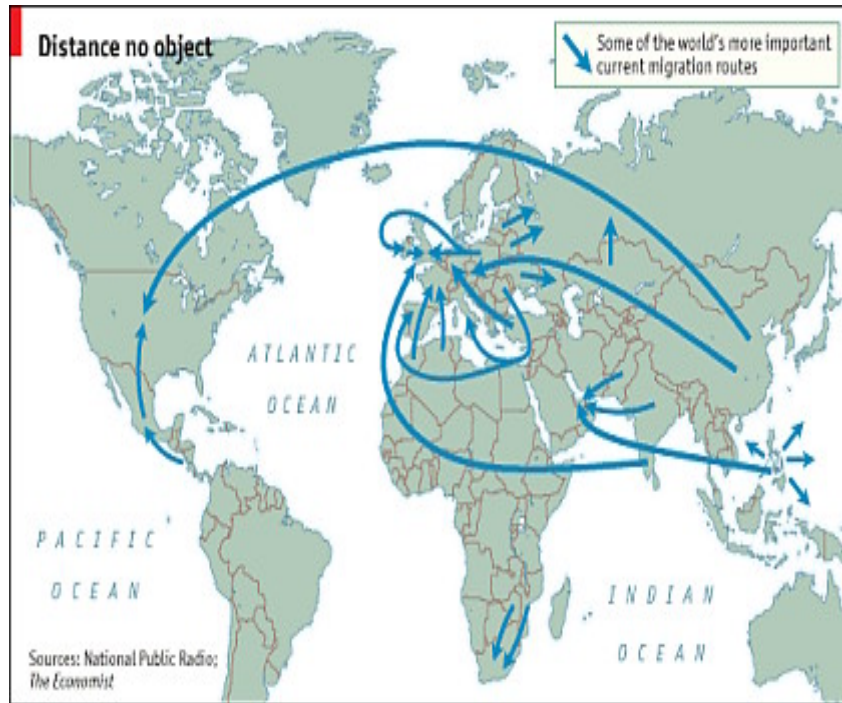 Distance no object
Some of the world's more important
current migration routes
ATLANTIC
OCEAN
PACIFIC
OCEAN
INDIAN
OCEAN
Sources: National Public Radio;
The Economist